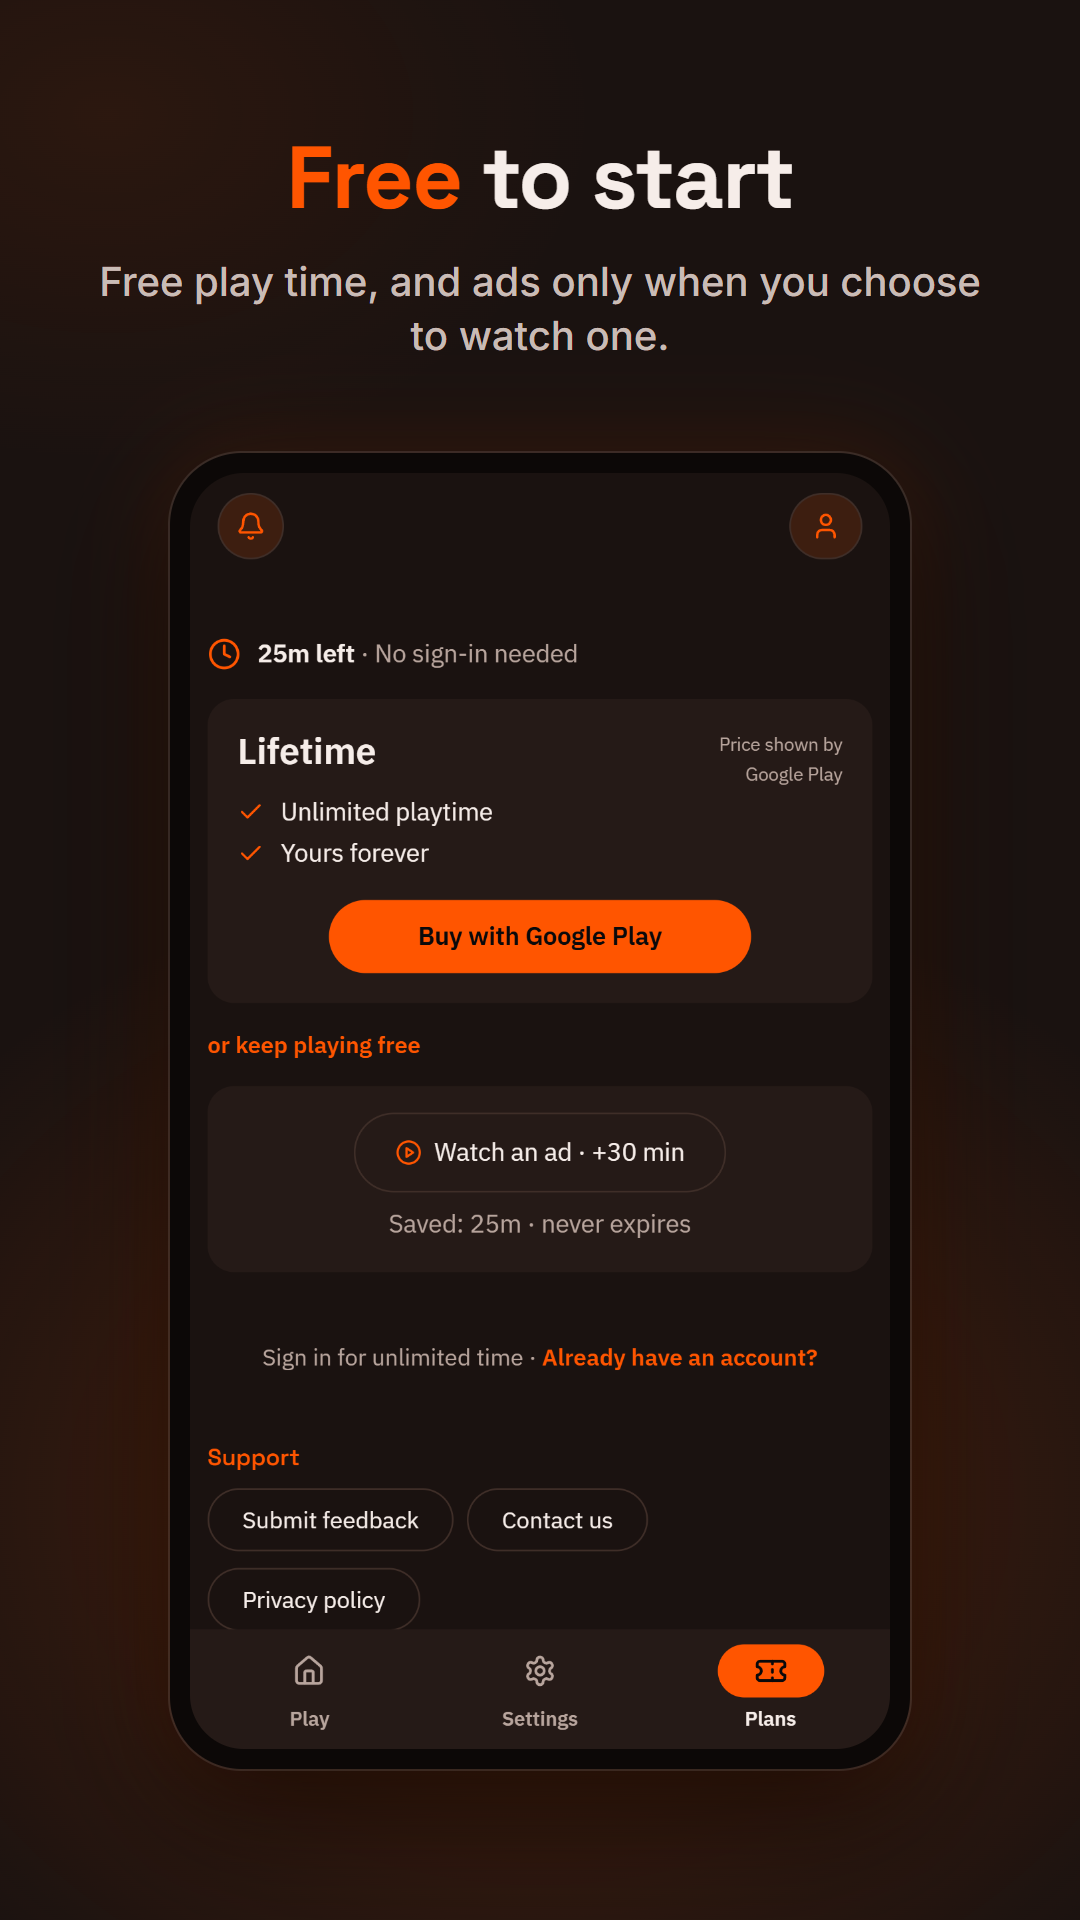 Free to start
Free play time, and ads only when you choose
to watch one.
25m left · No sign-in needed
Lifetime
Price shown by
Google Play
Unlimited playtime
Yours forever
Buy with Google Play
or keep playing free
Watch an ad · +30 min
Saved: 25m · never expires
Sign in for unlimited time · Already have an account?
Support
Submit feedback
Contact us
Privacy policy
Play
Settings
Plans